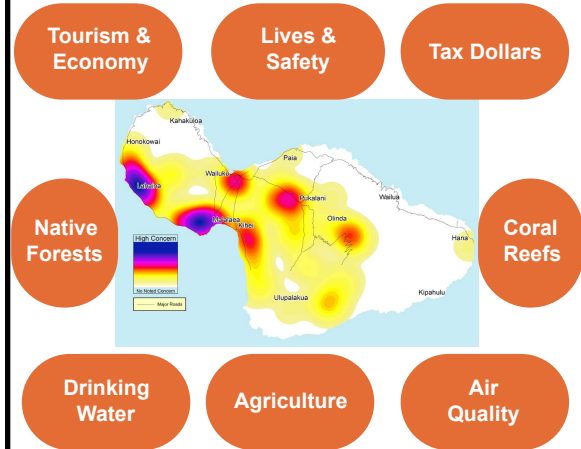 Tourism &
Economy
Lives &
Safety
Tax Dollars
Kahakuloa
Honokowai
Lahaina
Wailuku
Paia
Pukalani
Wailua
Maalaea
Kihei
Olinda
Hana
Ulupalakua
Kipahulu
High Concern
No Noted Concern
Major Roads
Native
Forests
Coral
Reefs
Drinking
Water
Agriculture
Air
Quality